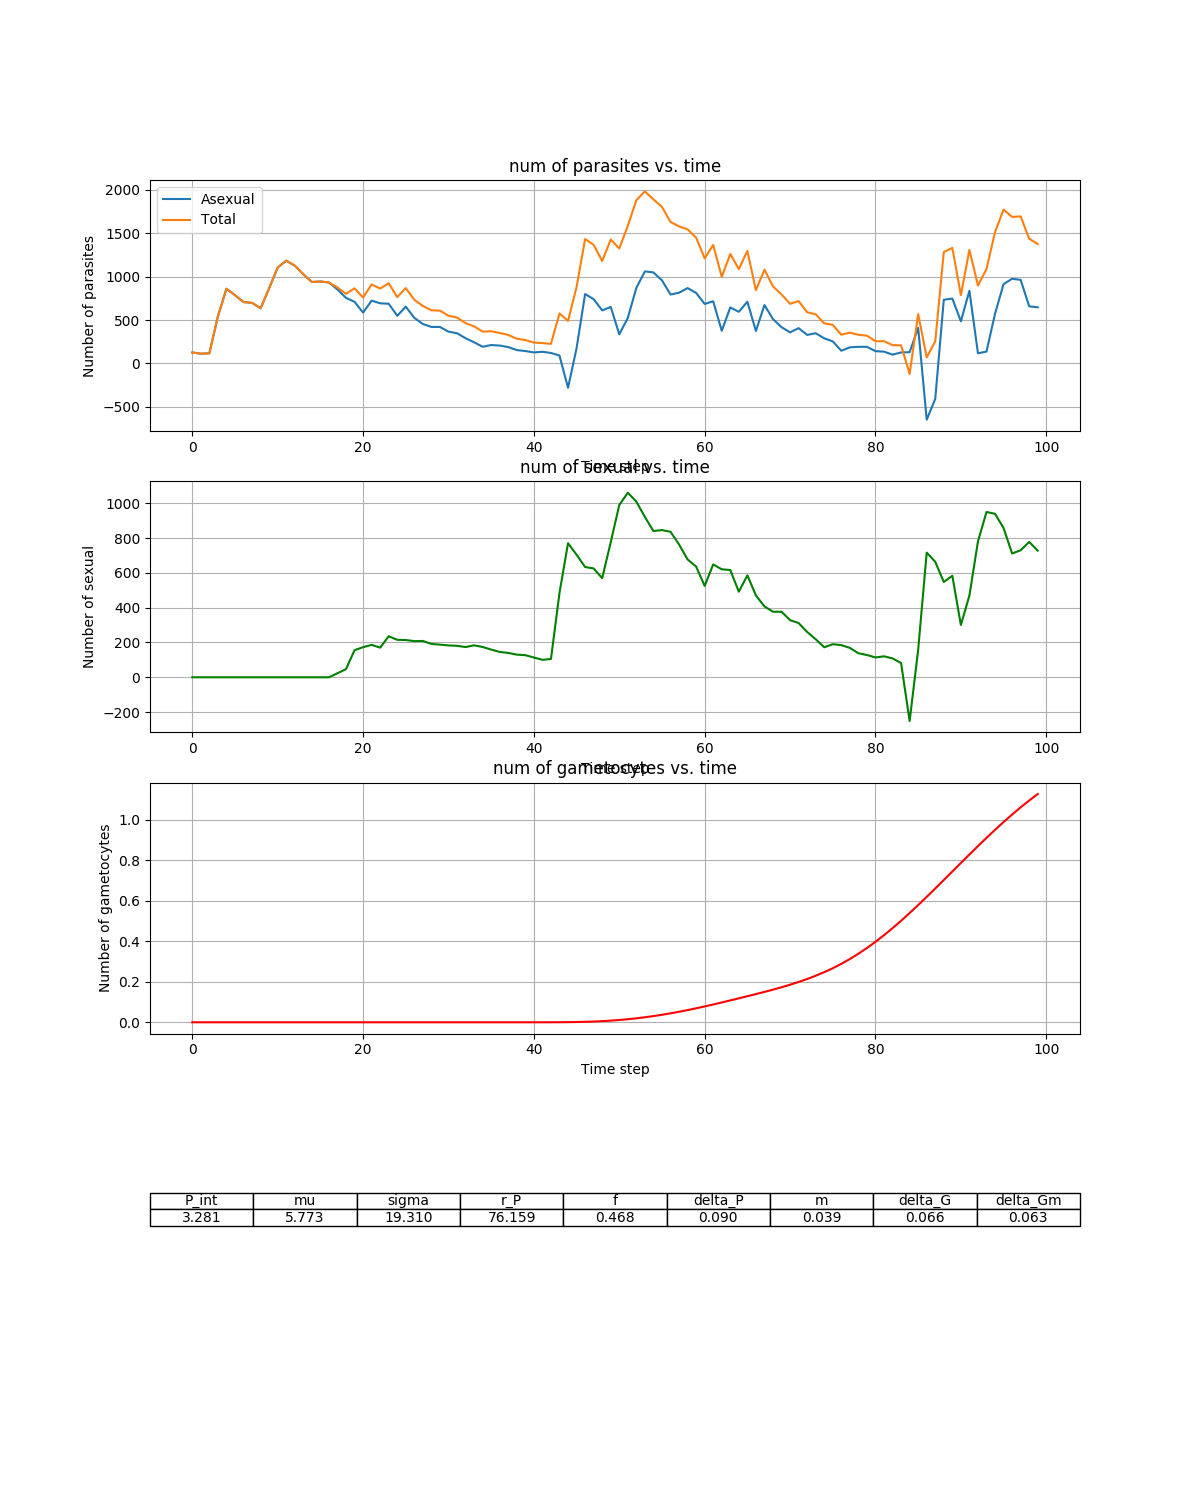 num of parasites vs. time
Number of parasites
2000
1500
1000
500
0
−500
Asexual
Total
0 20 40 60 80 100
Time step
num of sexual vs. time
Number of sexual
1000
800
600
400
200
0
−200
0 20 40 60 80 100
Time step
num of gametocytes vs. time
Number of gametocytes
1.0
0.8
0.6
0.4
0.2
0.0
0 20 40 60 80 100
Time step
P_int mu sigma r_P f delta_P m delta_G delta_Gm
3.281 5.773 19.310 76.159 0.468 0.090 0.039 0.066 0.063